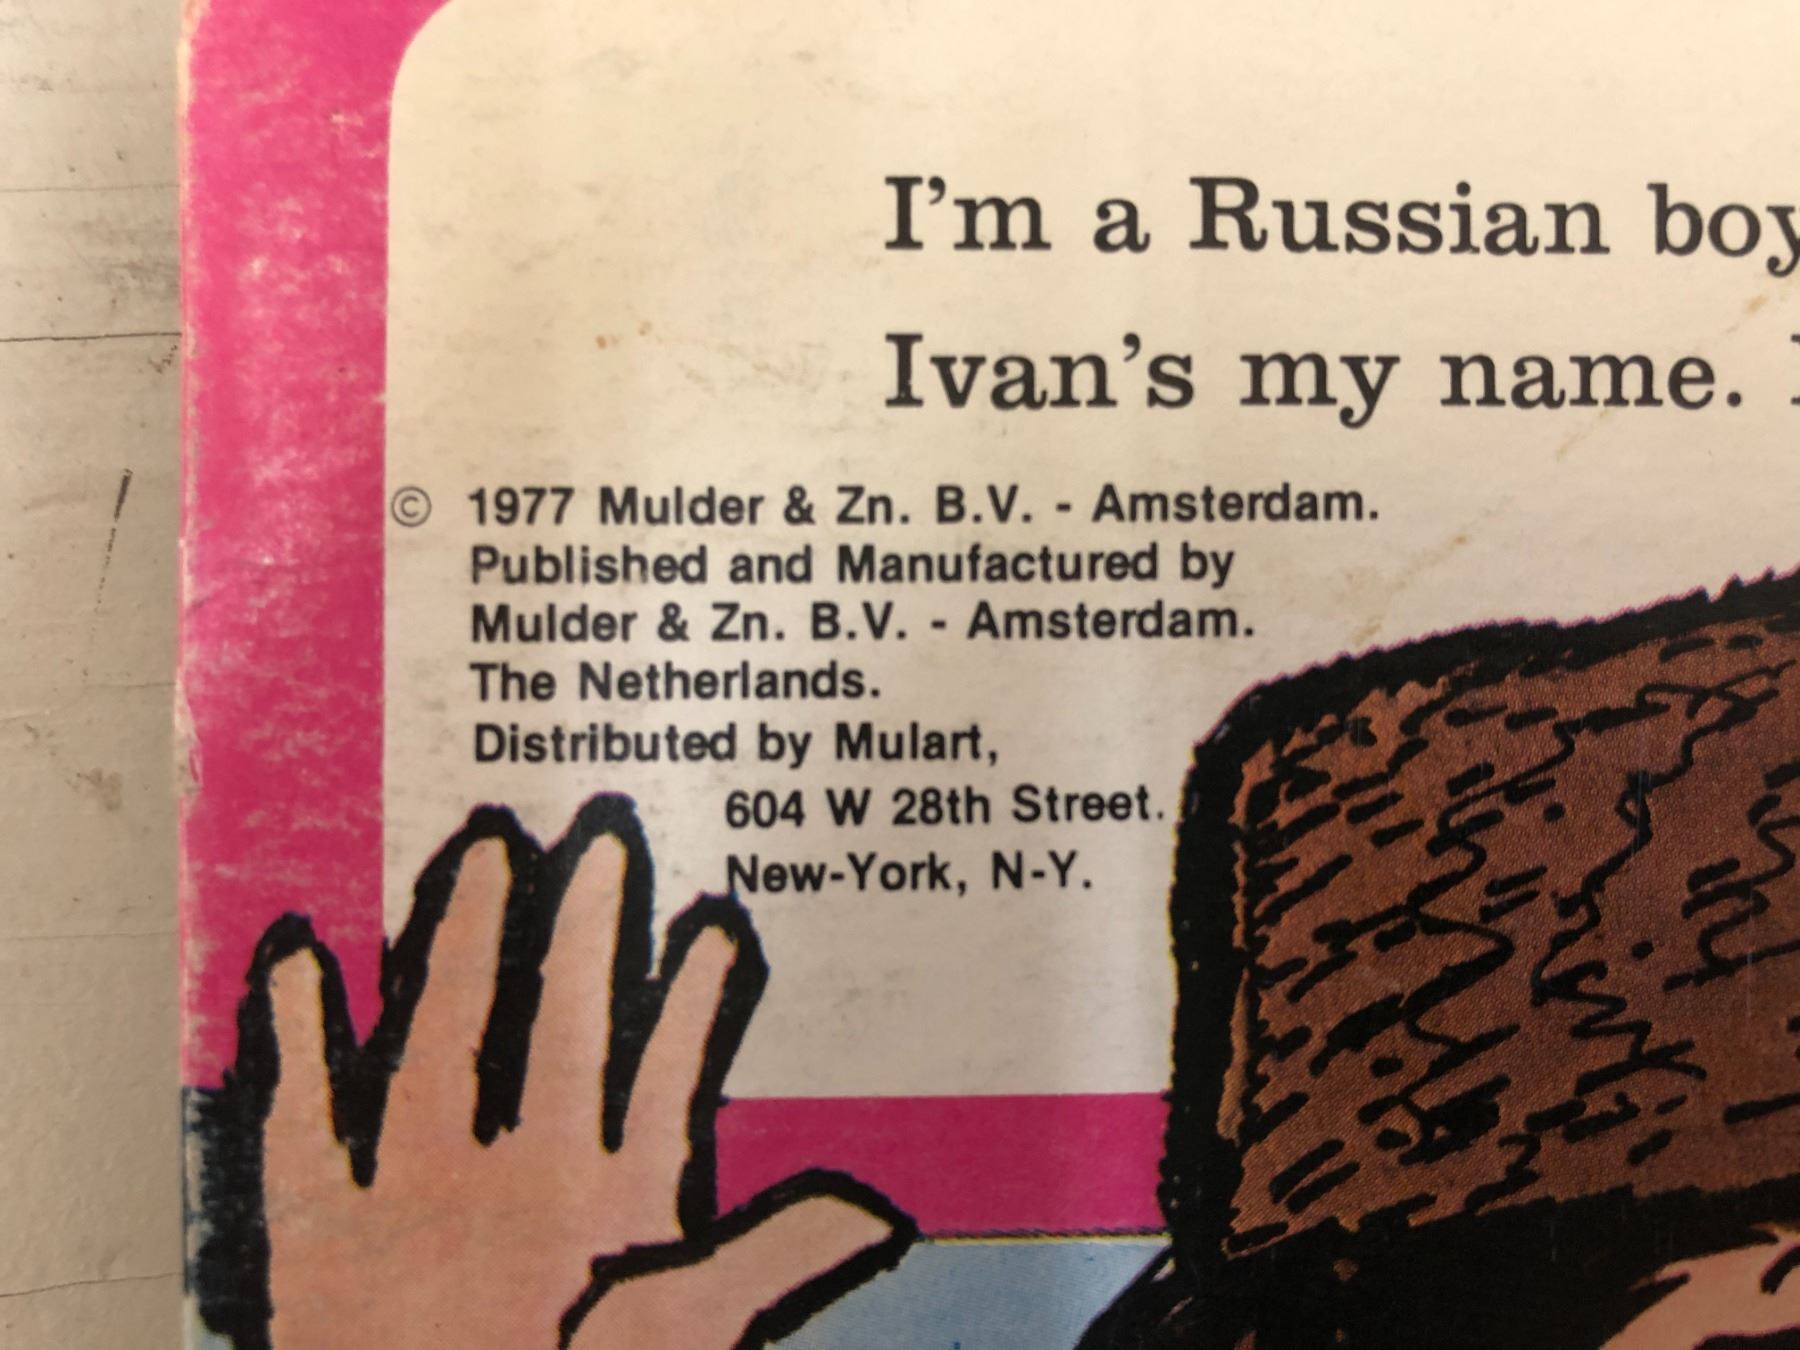 I'm a Russian boy
Ivan's my name.
© 1977 Mulder & Zn. B.V. - Amsterdam.
Published and Manufactured by
Mulder & Zn. B.V. - Amsterdam.
The Netherlands.
Distributed by Mulart,
604 W 28th Street.
New-York, N-Y.